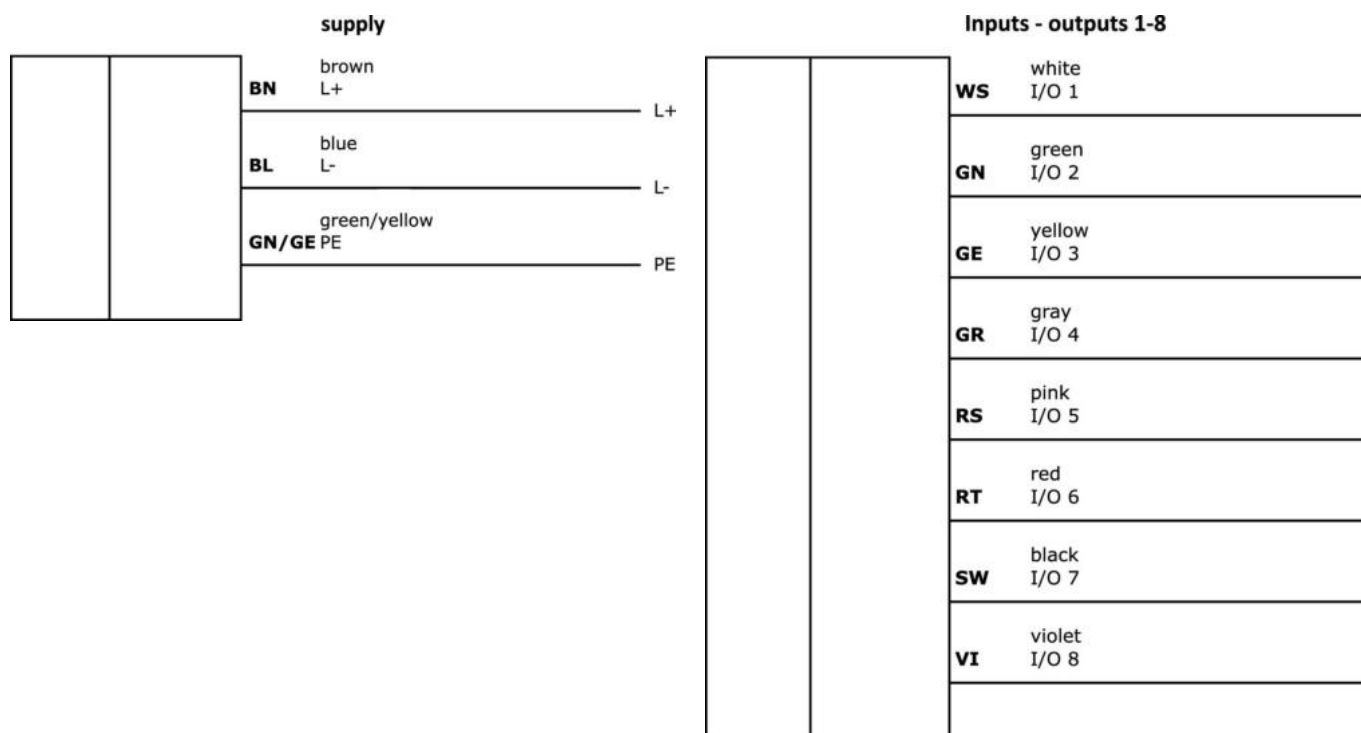 supply
brown
BN L+
L+
blue
BL L-
L-
green/yellow
GN/GE PE
PE
Inputs - outputs 1-8
white
WS I/O 1
green
GN I/O 2
yellow
GE I/O 3
gray
GR I/O 4
pink
RS I/O 5
red
RT I/O 6
black
SW I/O 7
violet
VI I/O 8